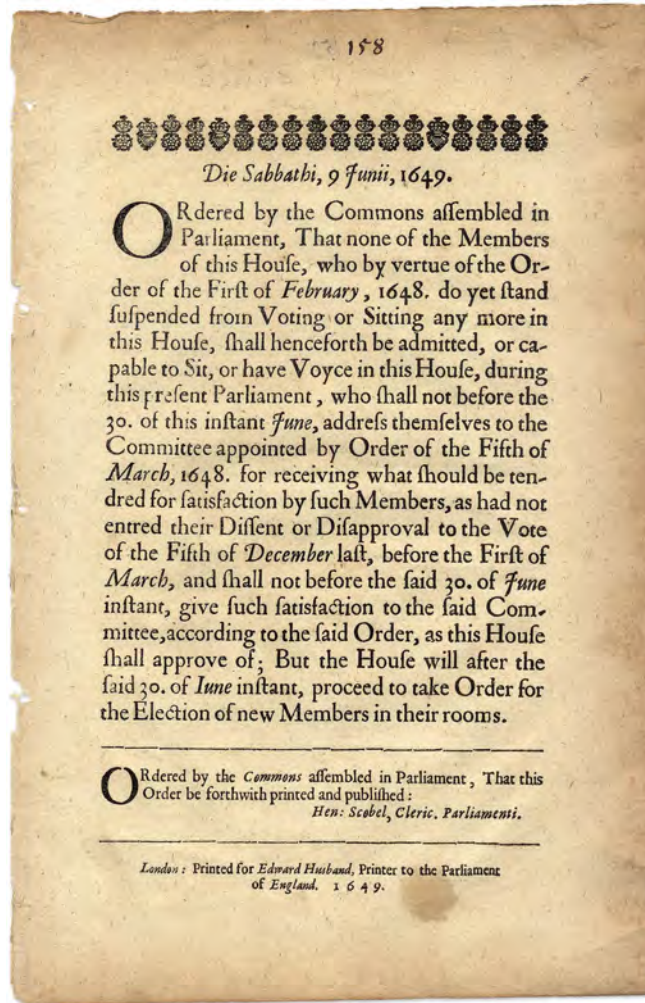 158
Die Sabbathi, 9 Junii, 1649.
ORdered by the Commons aſſembled in
Parliament, That none of the Members
of this Houſe, who by vertue of the Or-
der of the Firſt of February, 1648. do yet ſtand
ſuſpended from Voting or Sitting any more in
this Houſe, ſhall henceforth be admitted, or ca-
pable to Sit, or have Voyce in this Houſe, during
this preſent Parliament, who ſhall not before the
30. of this inſtant June, addreſs themſelves to the
Committee appointed by Order of the Fifth of
March, 1648. for receiving what ſhould be ten-
dred for ſatisfaction by ſuch Members, as had not
entred their Diſſent or Diſapproval to the Vote
of the Fifth of December laſt, before the Firſt of
March, and ſhall not before the ſaid 30. of June
inſtant, give ſuch ſatisfaction to the ſaid Com-
mittee, according to the ſaid Order, as this Houſe
ſhall approve of; But the Houſe will after the
ſaid 30. of Iune inſtant, proceed to take Order for
the Election of new Members in their rooms.
ORdered by the Commons aſſembled in Parliament, That this
Order be forthwith printed and publiſhed:
Hen: Scobel, Cleric. Parliamenti.
London: Printed for Edward Husband, Printer to the Parliament
of England. 1649.